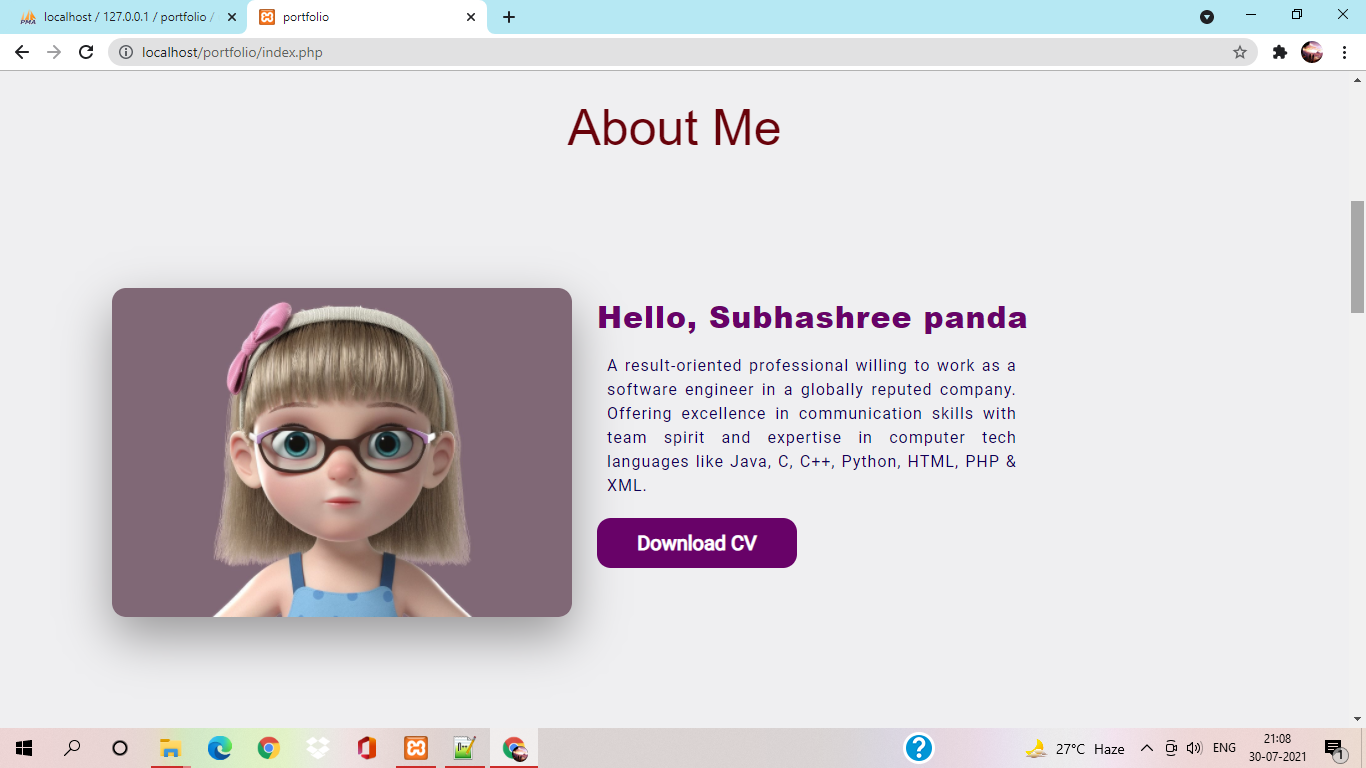 PMA
localhost / 127.0.0.1 / portfolio /
portfolio
localhost/portfolio/index.php
About Me
Hello, Subhashree panda
A result-oriented professional willing to work as a
software engineer in a globally reputed company.
Offering excellence in communication skills with
team spirit and expertise in computer tech
languages like Java, C, C++, Python, HTML, PHP &
XML.
Download CV
27°C Haze
ENG
21:08
30-07-2021
1